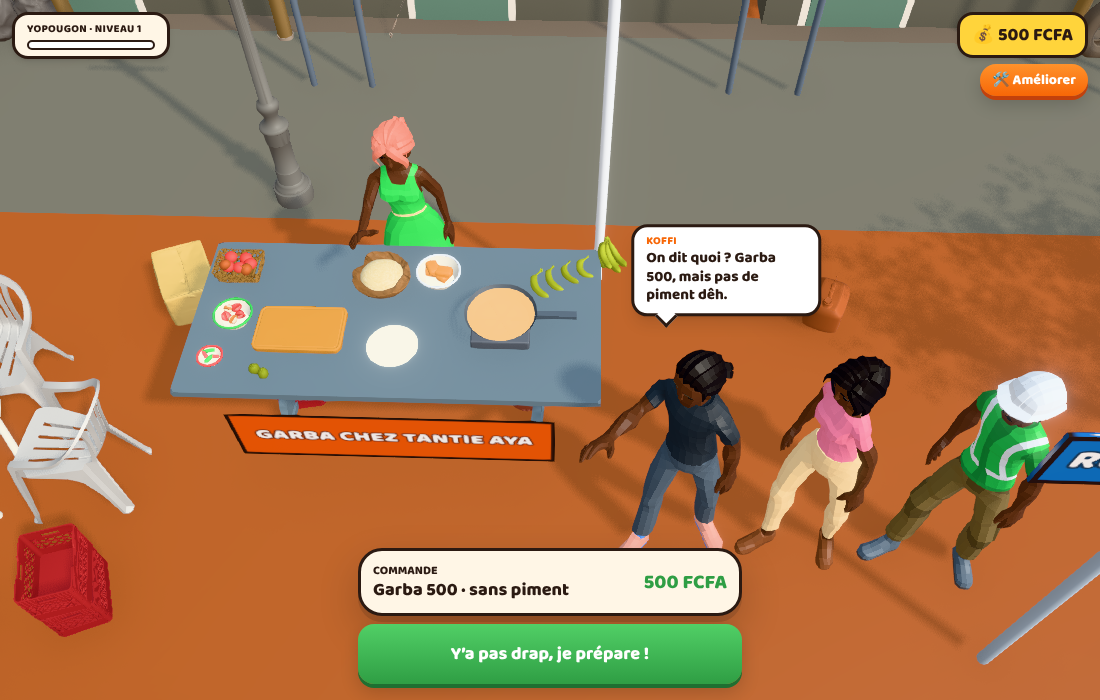 YOPOUGON · NIVEAU 1
500 FCFA
Améliorer
KOFFI
On dit quoi ? Garba
500, mais pas de
piment dêh.
GARBA CHEZ TANTIE AYA
COMMANDE
Garba 500 · sans piment
500 FCFA
Y'a pas drap, je prépare !